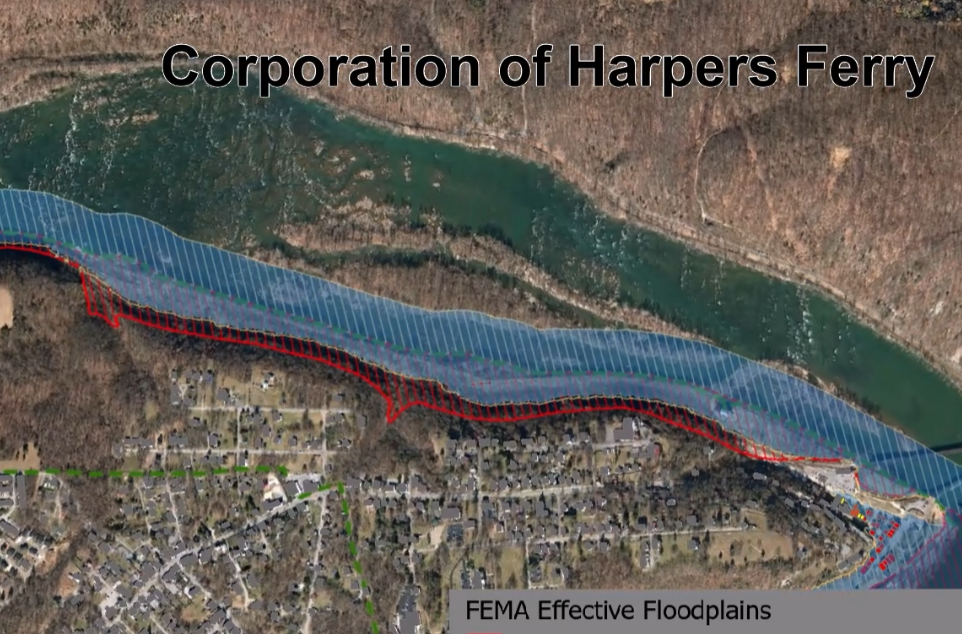 Corporation of Harpers Ferry
FEMA Effective Floodplains